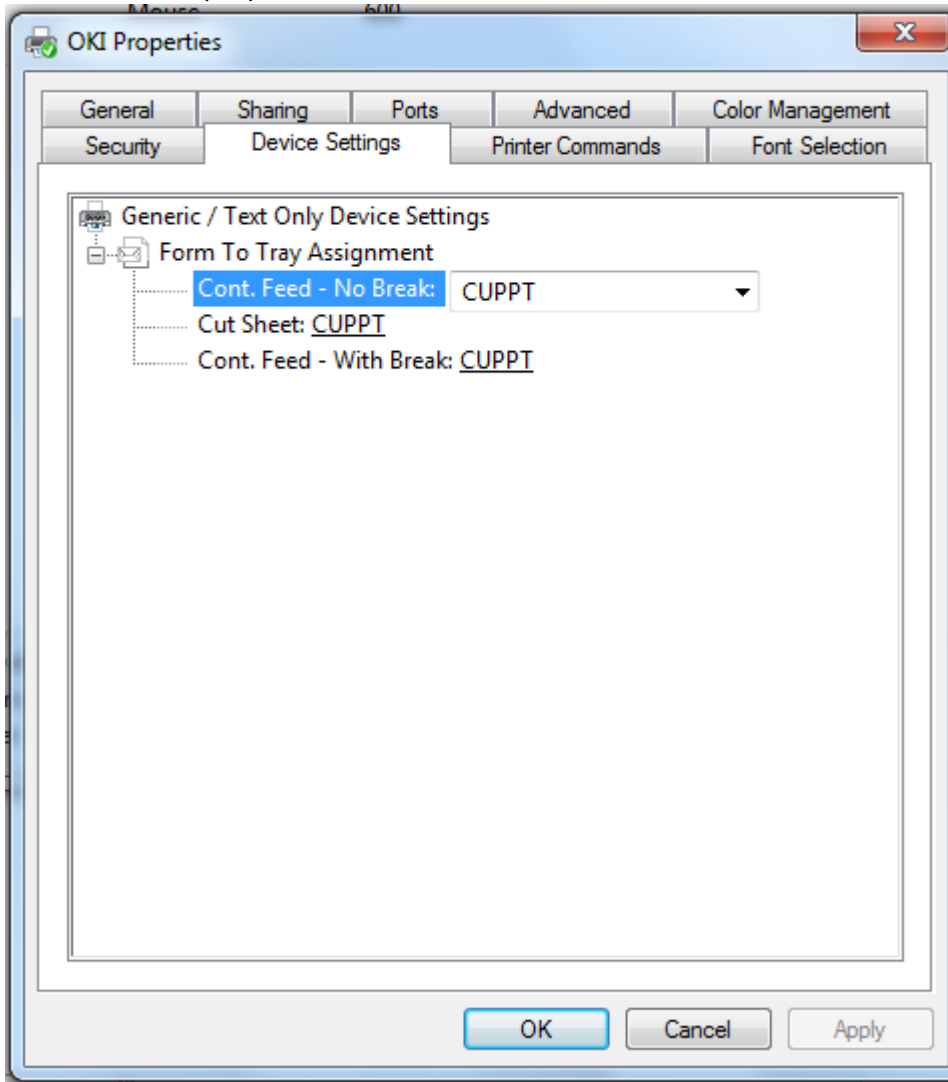 Mouse 600
OKI Properties
General Sharing Ports Advanced Color Management
Security Device Settings Printer Commands Font Selection
Generic / Text Only Device Settings
Form To Tray Assignment
Cont. Feed - No Break: CUPPT
Cut Sheet: CUPPT
Cont. Feed - With Break: CUPPT
OK Cancel Apply